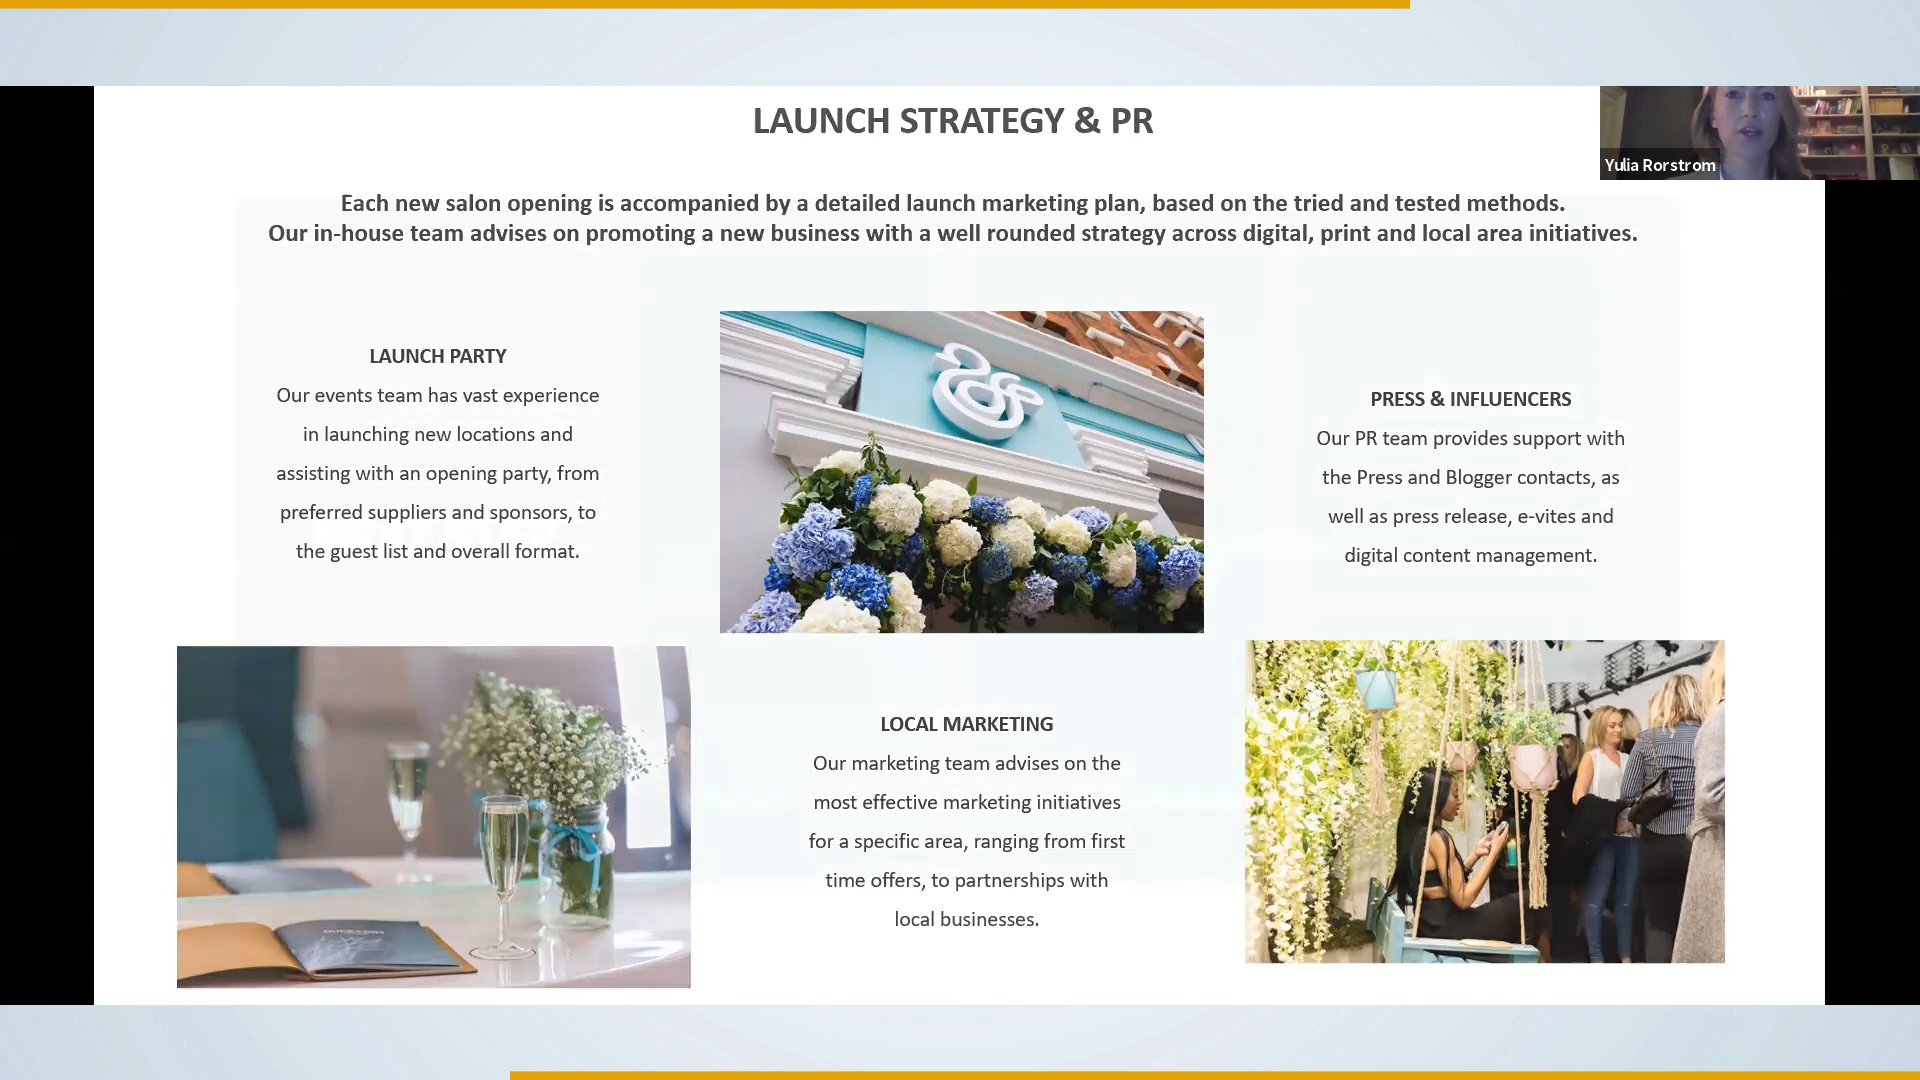 LAUNCH STRATEGY & PR
Yulia Rorstrom
Each new salon opening is accompanied by a detailed launch marketing plan, based on the tried and tested methods.
Our in-house team advises on promoting a new business with a well rounded strategy across digital, print and local area initiatives.
LAUNCH PARTY
Our events team has vast experience
in launching new locations and
assisting with an opening party, from
preferred suppliers and sponsors, to
the guest list and overall format.
&
PRESS & INFLUENCERS
Our PR team provides support with
the Press and Blogger contacts, as
well as press release, e-vites and
digital content management.
LOCAL MARKETING
Our marketing team advises on the
most effective marketing initiatives
for a specific area, ranging from first
time offers, to partnerships with
local businesses.